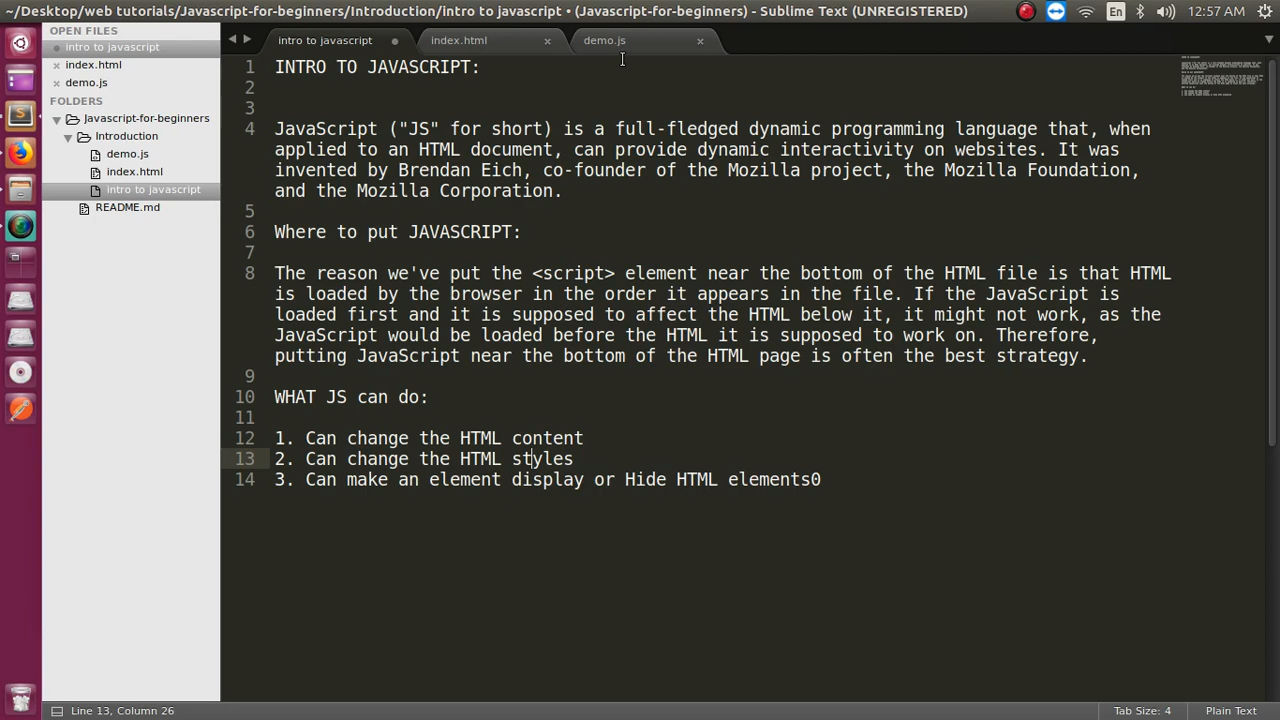 ~/Desktop/web tutorials/Javascript-for-beginners/Introduction/intro to javascript • (Javascript-for-beginners) - Sublime Text (UNREGISTERED)
En
12:57 AM
OPEN FILES
intro to javascript
index.html
demo.js
FOLDERS
Javascript-for-beginners
Introduction
demo.js
index.html
intro to javascript
README.md
intro to javascript
index.html
demo.js
1 INTRO TO JAVASCRIPT:
2
3
4 JavaScript ("JS" for short) is a full-fledged dynamic programming language that, when
applied to an HTML document, can provide dynamic interactivity on websites. It was
invented by Brendan Eich, co-founder of the Mozilla project, the Mozilla Foundation,
and the Mozilla Corporation.
5
6 Where to put JAVASCRIPT:
7
8 The reason we've put the <script> element near the bottom of the HTML file is that HTML
is loaded by the browser in the order it appears in the file. If the JavaScript is
loaded first and it is supposed to affect the HTML below it, it might not work, as the
JavaScript would be loaded before the HTML it is supposed to work on. Therefore,
putting JavaScript near the bottom of the HTML page is often the best strategy.
9
10 WHAT JS can do:
11
12 1. Can change the HTML content
13 2. Can change the HTML styles
14 3. Can make an element display or Hide HTML elements0
Line 13, Column 26
Tab Size: 4
Plain Text